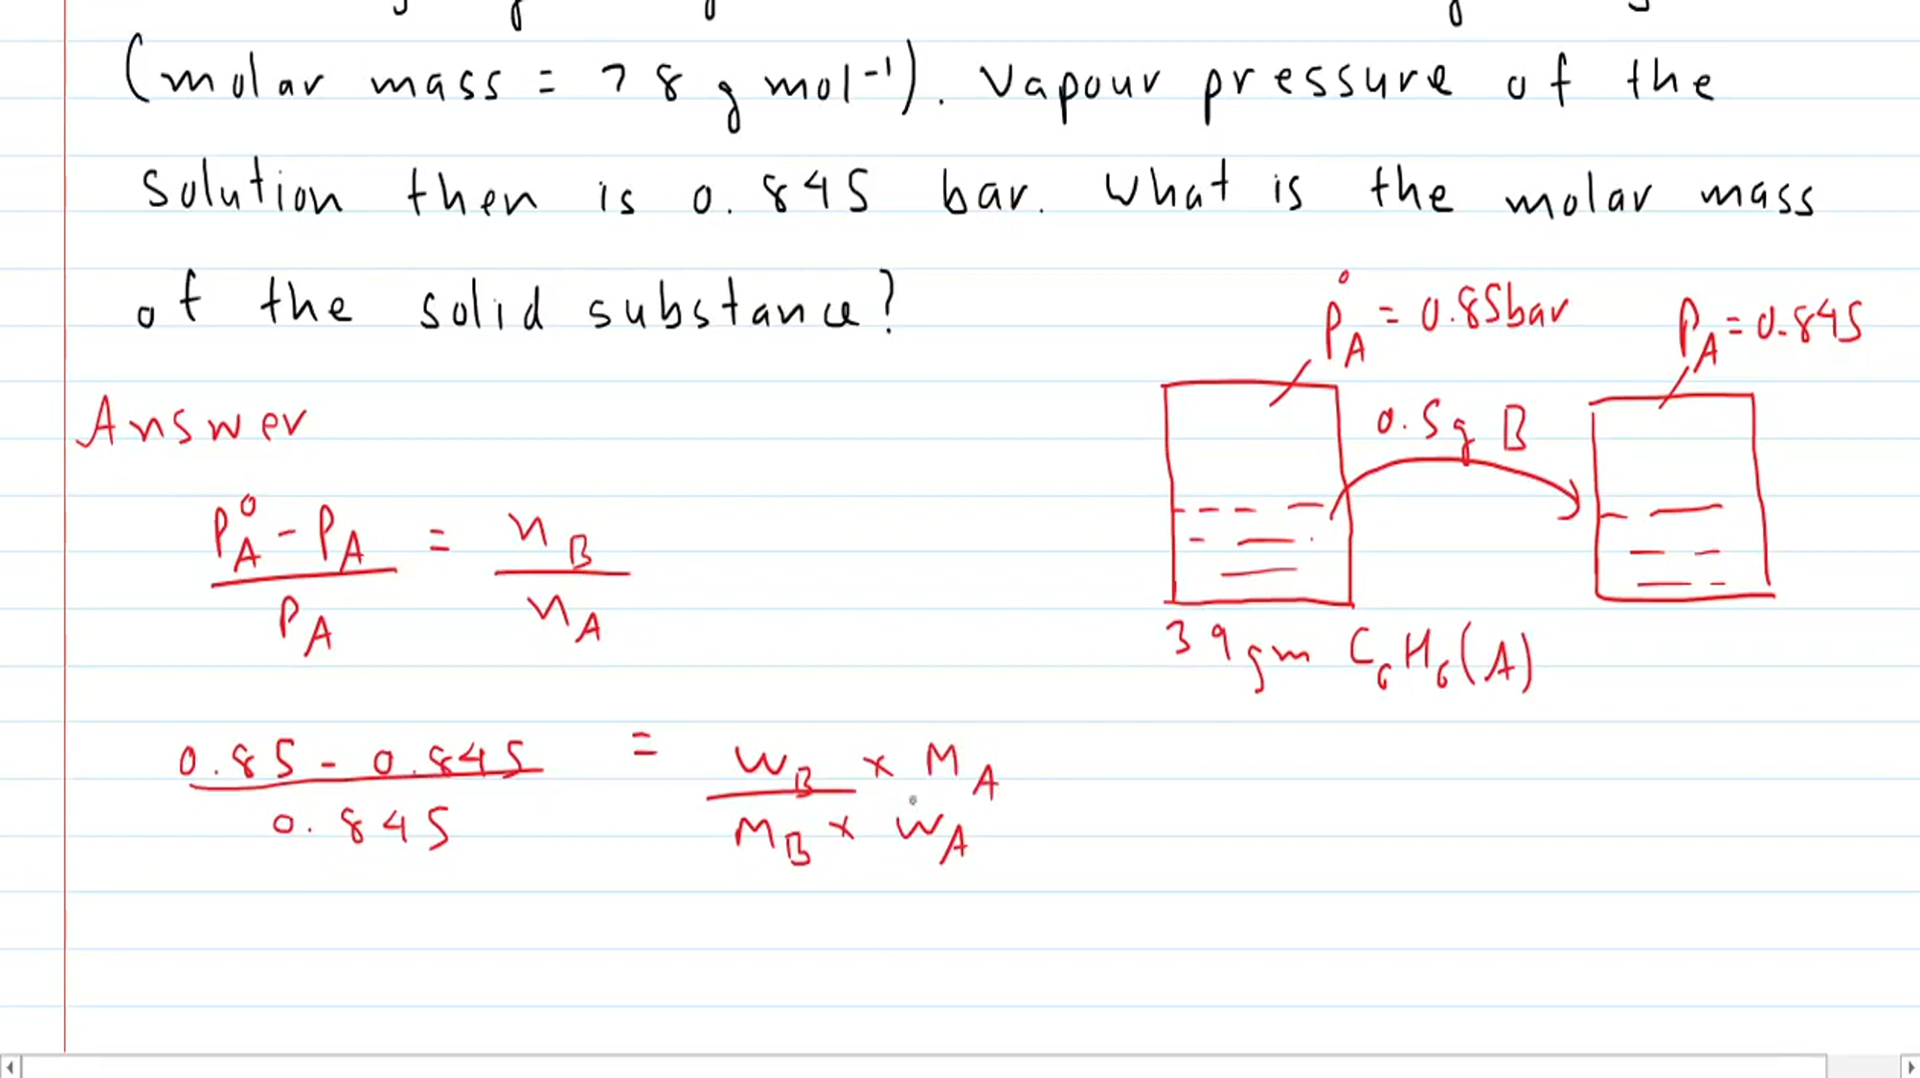 (molar mass = 78 g mol⁻¹). Vapour pressure of the
solution then is 0.845 bar. What is the molar mass
of the solid substance?
P°A = 0.85bar
PA = 0.845
Answer
0.5g B
P°A - PA / PA = nB / nA
39gm C6H6(A)
0.85 - 0.845 / 0.845 = WB × MA / MB × WA